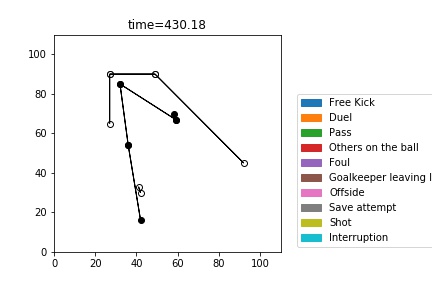 time=430.18
100
80
60
40
20
0
0 20 40 60 80 100
Free Kick
Duel
Pass
Others on the ball
Foul
Goalkeeper leaving l
Offside
Save attempt
Shot
Interruption